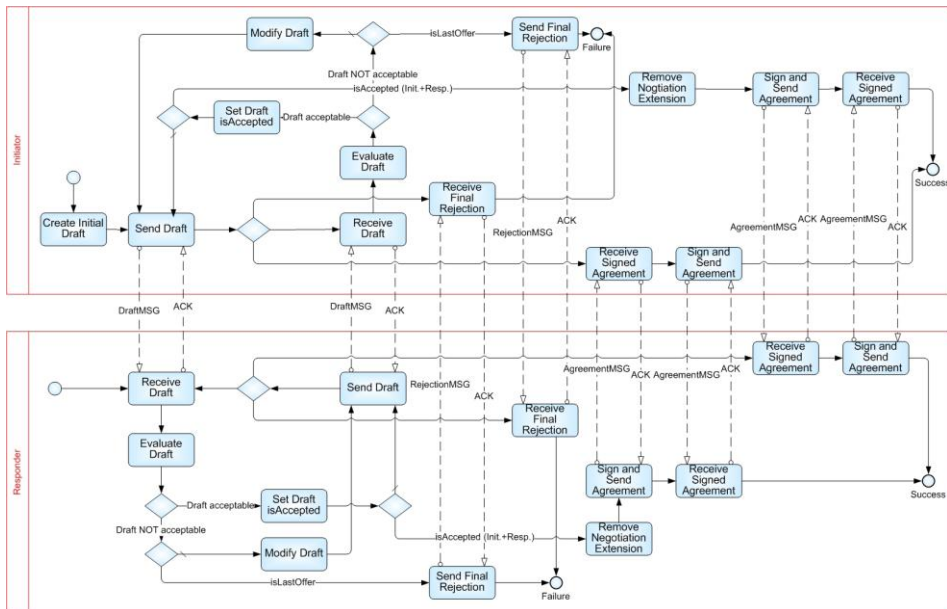 Initiator
Modify Draft
isLastOffer
Send Final
Rejection
Failure
Draft NOT acceptable
isAccepted (Init.+Resp.)
Remove
Nogtiation
Extension
Sign and
Send
Agreement
Receive
Signed
Agreement
Set Draft
isAccepted
Draft acceptable
Evaluate
Draft
Success
Receive
Final
Rejection
Create Initial
Draft
Send Draft
Receive
Draft
RejectionMSG
ACK
AgreementMSG
ACK
AgreementMSG
ACK
Receive
Signed
Agreement
Sign and
Send
Agreement
DraftMSG
ACK
DraftMSG
ACK
Responder
Receive
Draft
Send Draft
RejectionMSG
ACK
AgreementMSG
ACK
AgreementMSG
ACK
Receive
Signed
Agreement
Sign and
Send
Agreement
Receive
Final
Rejection
Evaluate
Draft
Sign and
Send
Agreement
Receive
Signed
Agreement
Success
Draft acceptable
Set Draft
isAccepted
Draft NOT acceptable
isAccepted (Init.+Resp.)
Remove
Negotiation
Extension
Modify Draft
isLastOffer
Send Final
Rejection
Failure